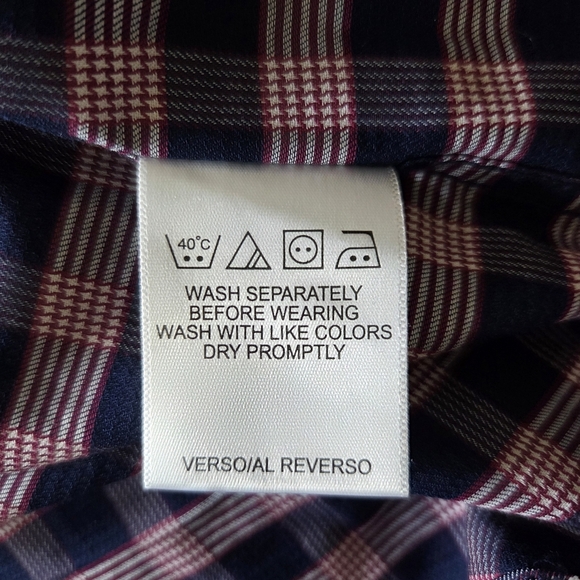 40°C
WASH SEPARATELY
BEFORE WEARING
WASH WITH LIKE COLORS
DRY PROMPTLY
VERSO/AL REVERSO